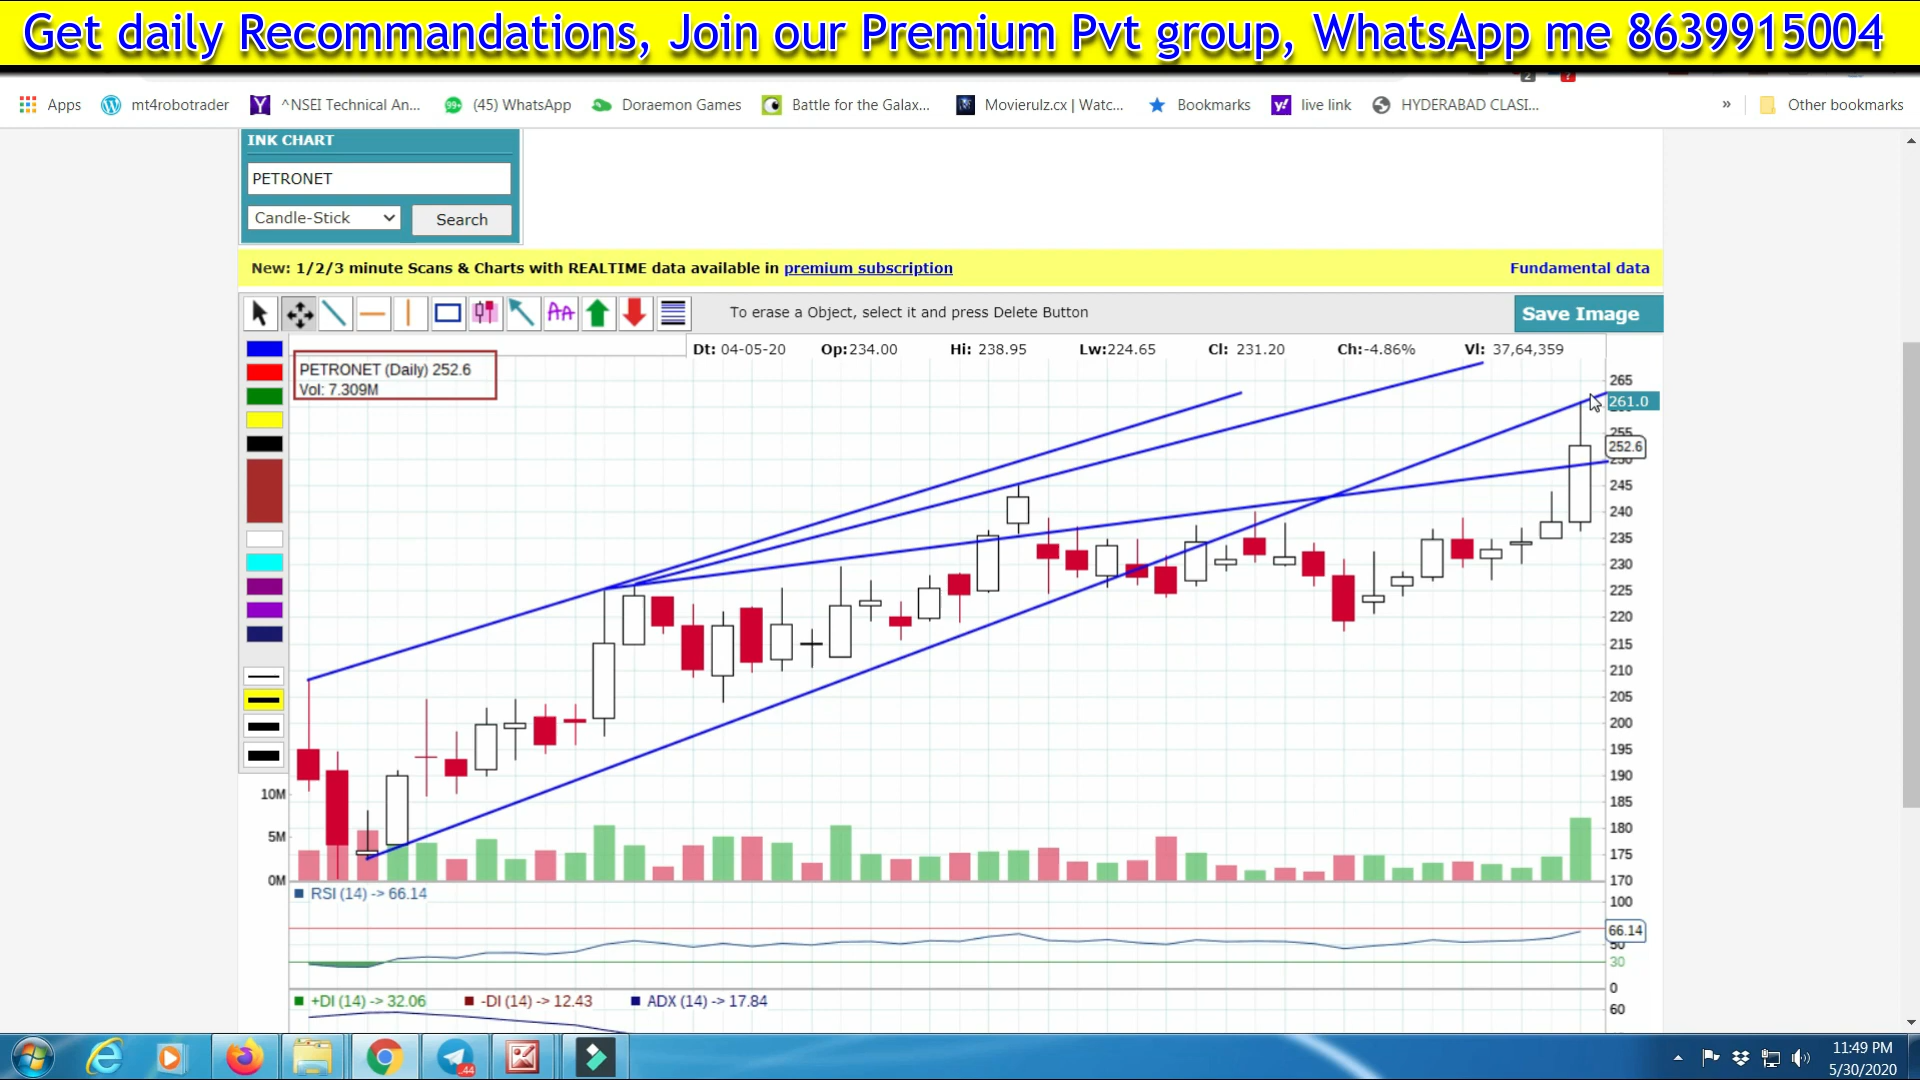 Get daily Recommandations, Join our Premium Pvt group, WhatsApp me 8639915004
Apps
mt4robotrader
^NSEI Technical An...
(45) WhatsApp
Doraemon Games
Battle for the Galax...
Movierulz.cx | Watc...
Bookmarks
live link
HYDERABAD CLASI...
»
Other bookmarks
INK CHART
PETRONET
Candle-Stick
Search
New: 1/2/3 minute Scans & Charts with REALTIME data available in premium subscription
Fundamental data
To erase a Object, select it and press Delete Button
Save Image
Dt: 04-05-20 Op:234.00 Hi: 238.95 Lw:224.65 Cl: 231.20 Ch:-4.86% Vl: 37,64,359
PETRONET (Daily) 252.6
Vol: 7.309M
265
261.0
255
252.6
250
245
240
235
230
225
220
215
210
205
200
195
190
185
180
175
170
10M
5M
0M
RSI (14) -> 66.14
100
66.14
50
30
0
+DI (14) -> 32.06 -DI (14) -> 12.43 ADX (14) -> 17.84
60
44
11:49 PM
5/30/2020